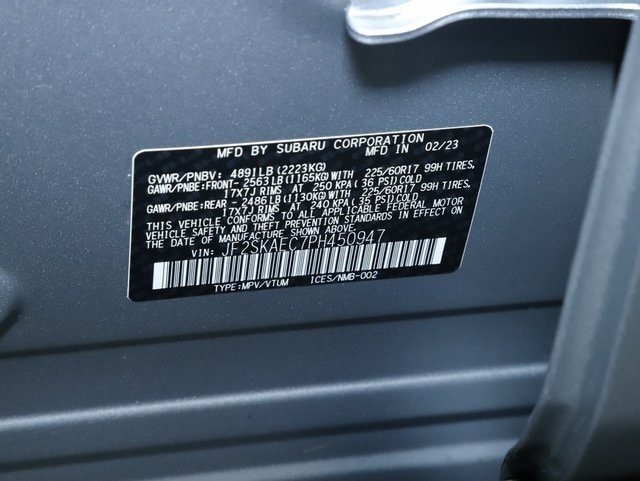 MFD BY SUBARU CORPORATION
MFD IN 02/23
GVWR/PNBV: 4891LB (2223KG)
GAWR/PNBE:FRONT- 2563LB(1165KG)WITH 225/60R17 99H TIRES.
17X7J RIMS AT 250 KPA( 36 PSI) COLD
GAWR/PNBE:REAR - 2486LB(1130KG)WITH 225/60R17 99H TIRES.
17X7J RIMS AT 240 KPA( 35 PSI) COLD
THIS VEHICLE CONFORMS TO ALL APPLICABLE FEDERAL MOTOR
VEHICLE SAFETY AND THEFT PREVENTION STANDARDS IN EFFECT
ON THE DATE OF MANUFACTURE SHOWN ABOVE.
VIN: JF2SKAFC7PH450947
TYPE:MPV/VTUM ICES/NMB-002